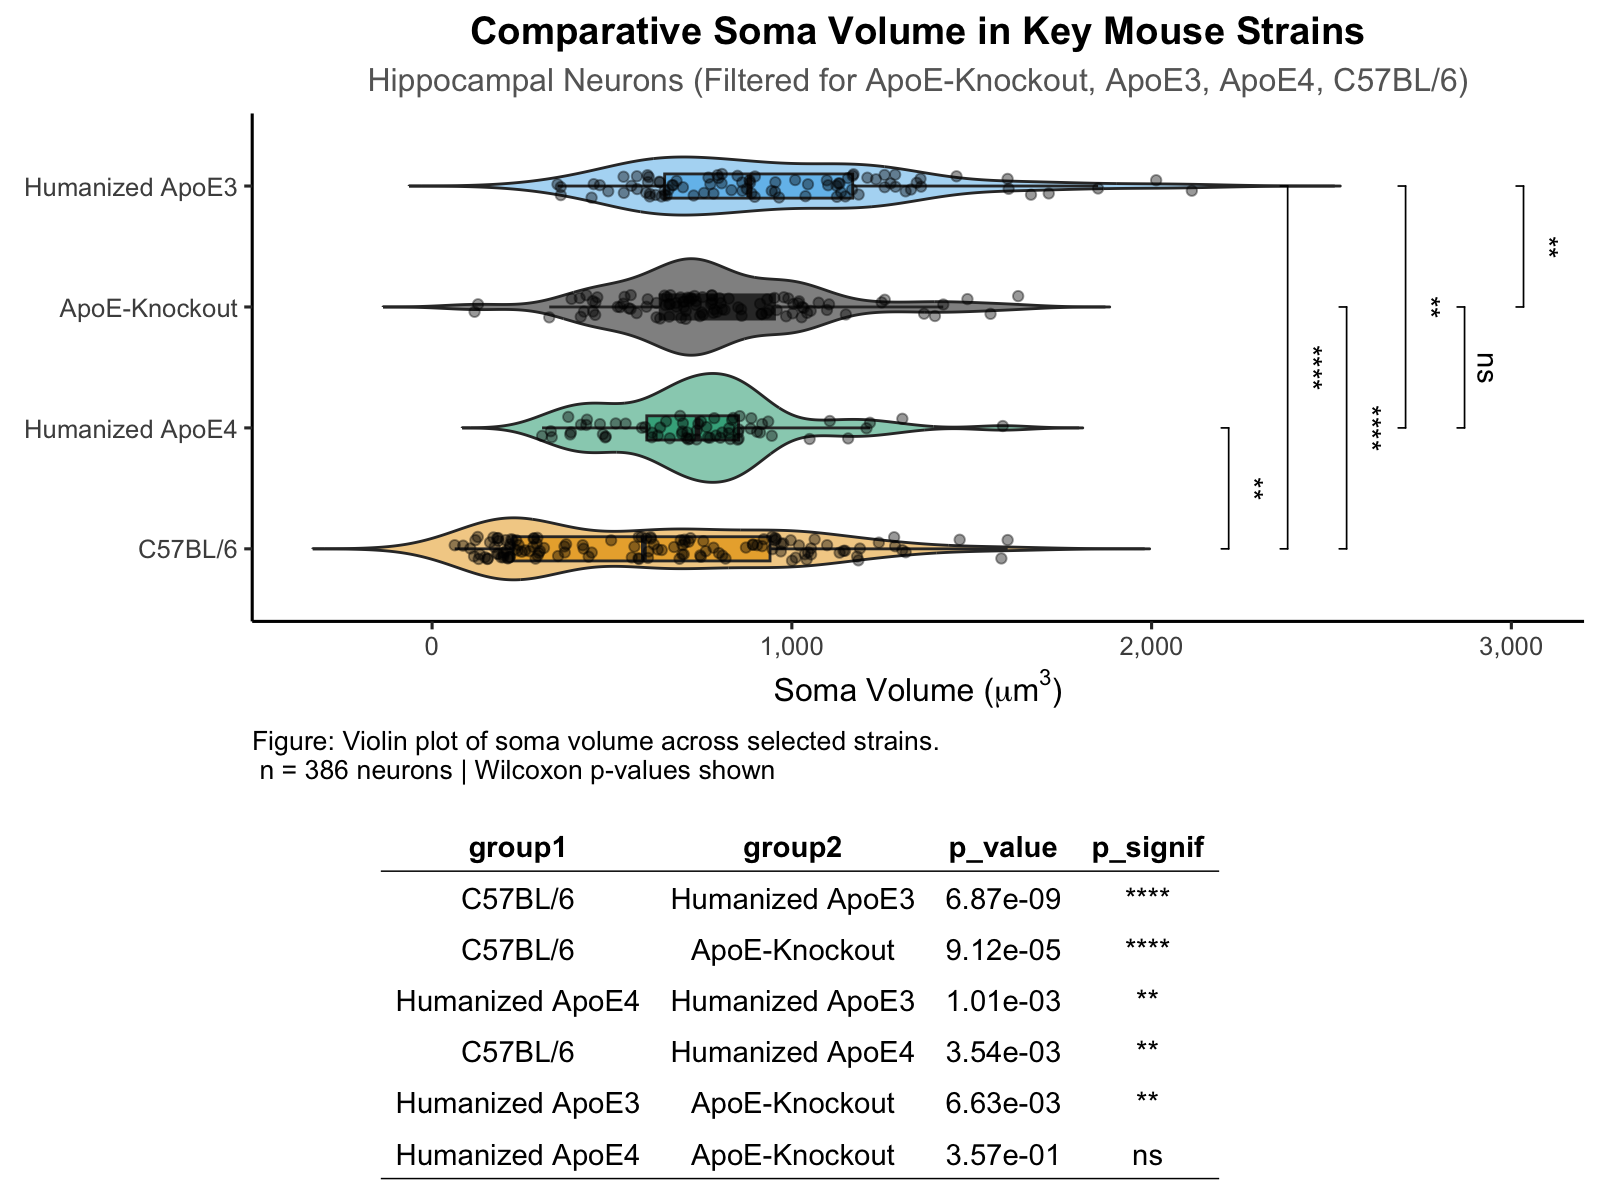 Comparative Soma Volume in Key Mouse Strains
Hippocampal Neurons (Filtered for ApoE-Knockout, ApoE3, ApoE4, C57BL/6)
Humanized ApoE3
ApoE-Knockout
Humanized ApoE4
C57BL/6
**
**
ns
****
****
**
0 1,000 2,000 3,000
Soma Volume (μm³)
Figure: Violin plot of soma volume across selected strains.
n = 386 neurons | Wilcoxon p-values shown
group1 group2 p_value p_signif
C57BL/6 Humanized ApoE3 6.87e-09 ****
C57BL/6 ApoE-Knockout 9.12e-05 ****
Humanized ApoE4 Humanized ApoE3 1.01e-03 **
C57BL/6 Humanized ApoE4 3.54e-03 **
Humanized ApoE3 ApoE-Knockout 6.63e-03 **
Humanized ApoE4 ApoE-Knockout 3.57e-01 ns